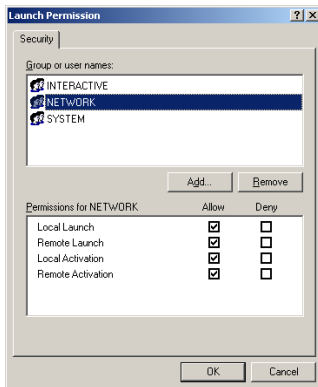 Launch Permission
Security
Group or user names:
INTERACTIVE
NETWORK
SYSTEM
Add... Remove
Permissions for NETWORK Allow Deny
Local Launch
Remote Launch
Local Activation
Remote Activation
OK Cancel